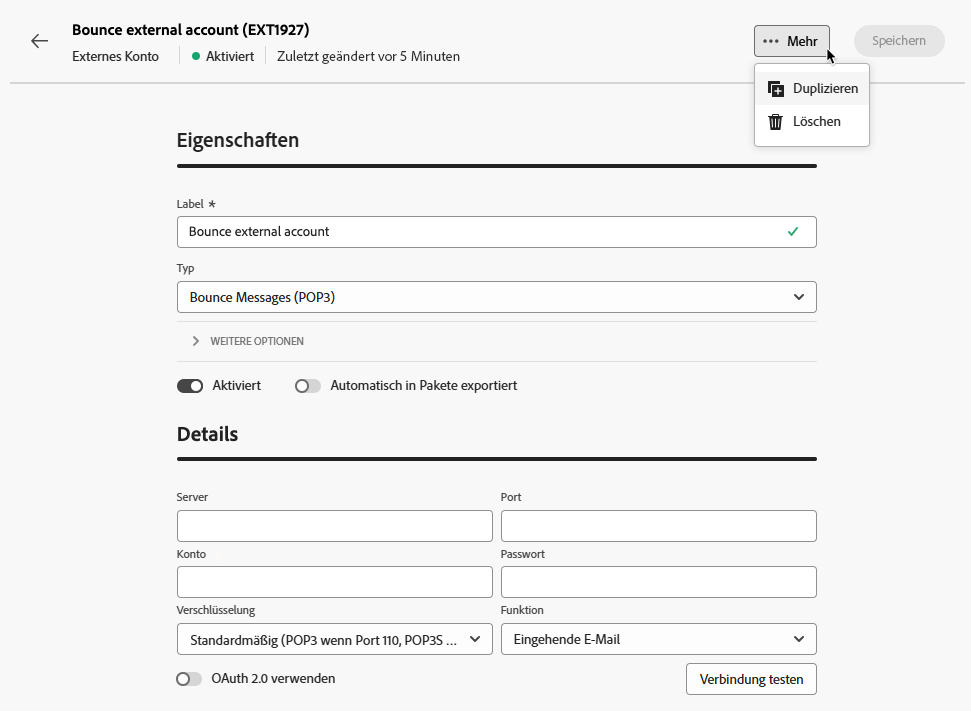 Bounce external account (EXT1927)
Externes Konto
Aktiviert
Zuletzt geändert vor 5 Minuten
Mehr
Speichern
Duplizieren
Löschen
Eigenschaften
Label *
Bounce external account
Typ
Bounce Messages (POP3)
WEITERE OPTIONEN
Aktiviert
Automatisch in Pakete exportiert
Details
Server
Port
Konto
Passwort
Verschlüsselung
Funktion
Standardmäßig (POP3 wenn Port 110, POP3S ...
Eingehende E-Mail
OAuth 2.0 verwenden
Verbindung testen